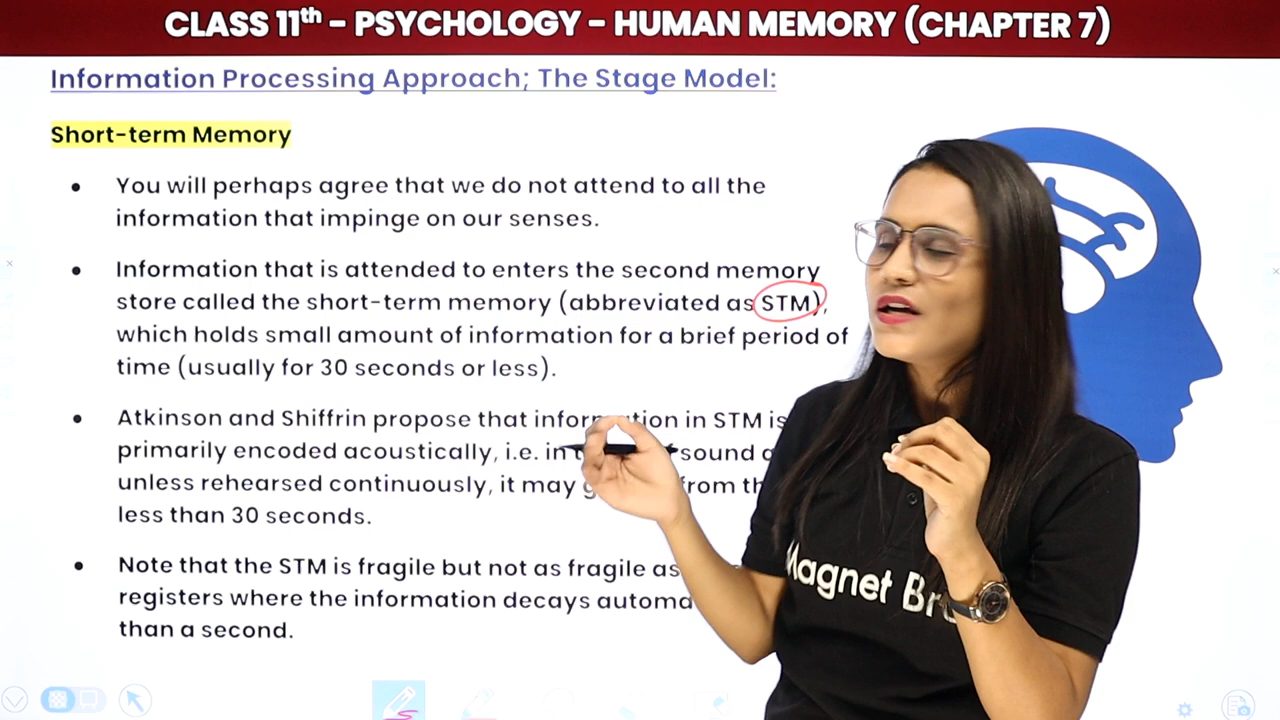 CLASS 11th - PSYCHOLOGY - HUMAN MEMORY (CHAPTER 7)
Information Processing Approach; The Stage Model:
Short-term Memory
• You will perhaps agree that we do not attend to all the
information that impinge on our senses.
• Information that is attended to enters the second memory
store called the short-term memory (abbreviated as STM),
which holds small amount of information for a brief period of
time (usually for 30 seconds or less).
• Atkinson and Shiffrin propose that information in STM is
primarily encoded acoustically, i.e. in sound
unless rehearsed continuously, it may from
less than 30 seconds.
• Note that the STM is fragile but not as fragile as
registers where the information decays
than a second.
Magnet